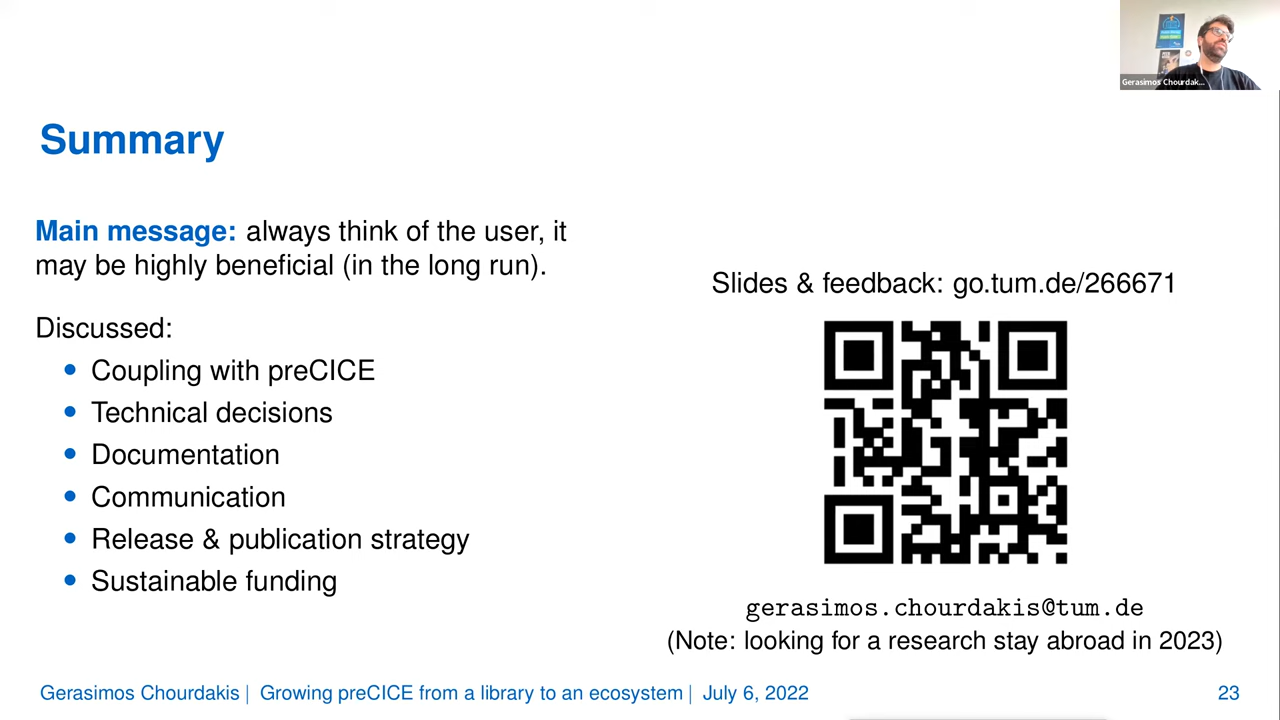 Gerasimos Chourdak...
Summary
Main message: always think of the user, it
may be highly beneficial (in the long run).
Discussed:
• Coupling with preCICE
• Technical decisions
• Documentation
• Communication
• Release & publication strategy
• Sustainable funding
Slides & feedback: go.tum.de/266671
gerasimos.chourdakis@tum.de
(Note: looking for a research stay abroad in 2023)
Gerasimos Chourdakis | Growing preCICE from a library to an ecosystem | July 6, 2022
23